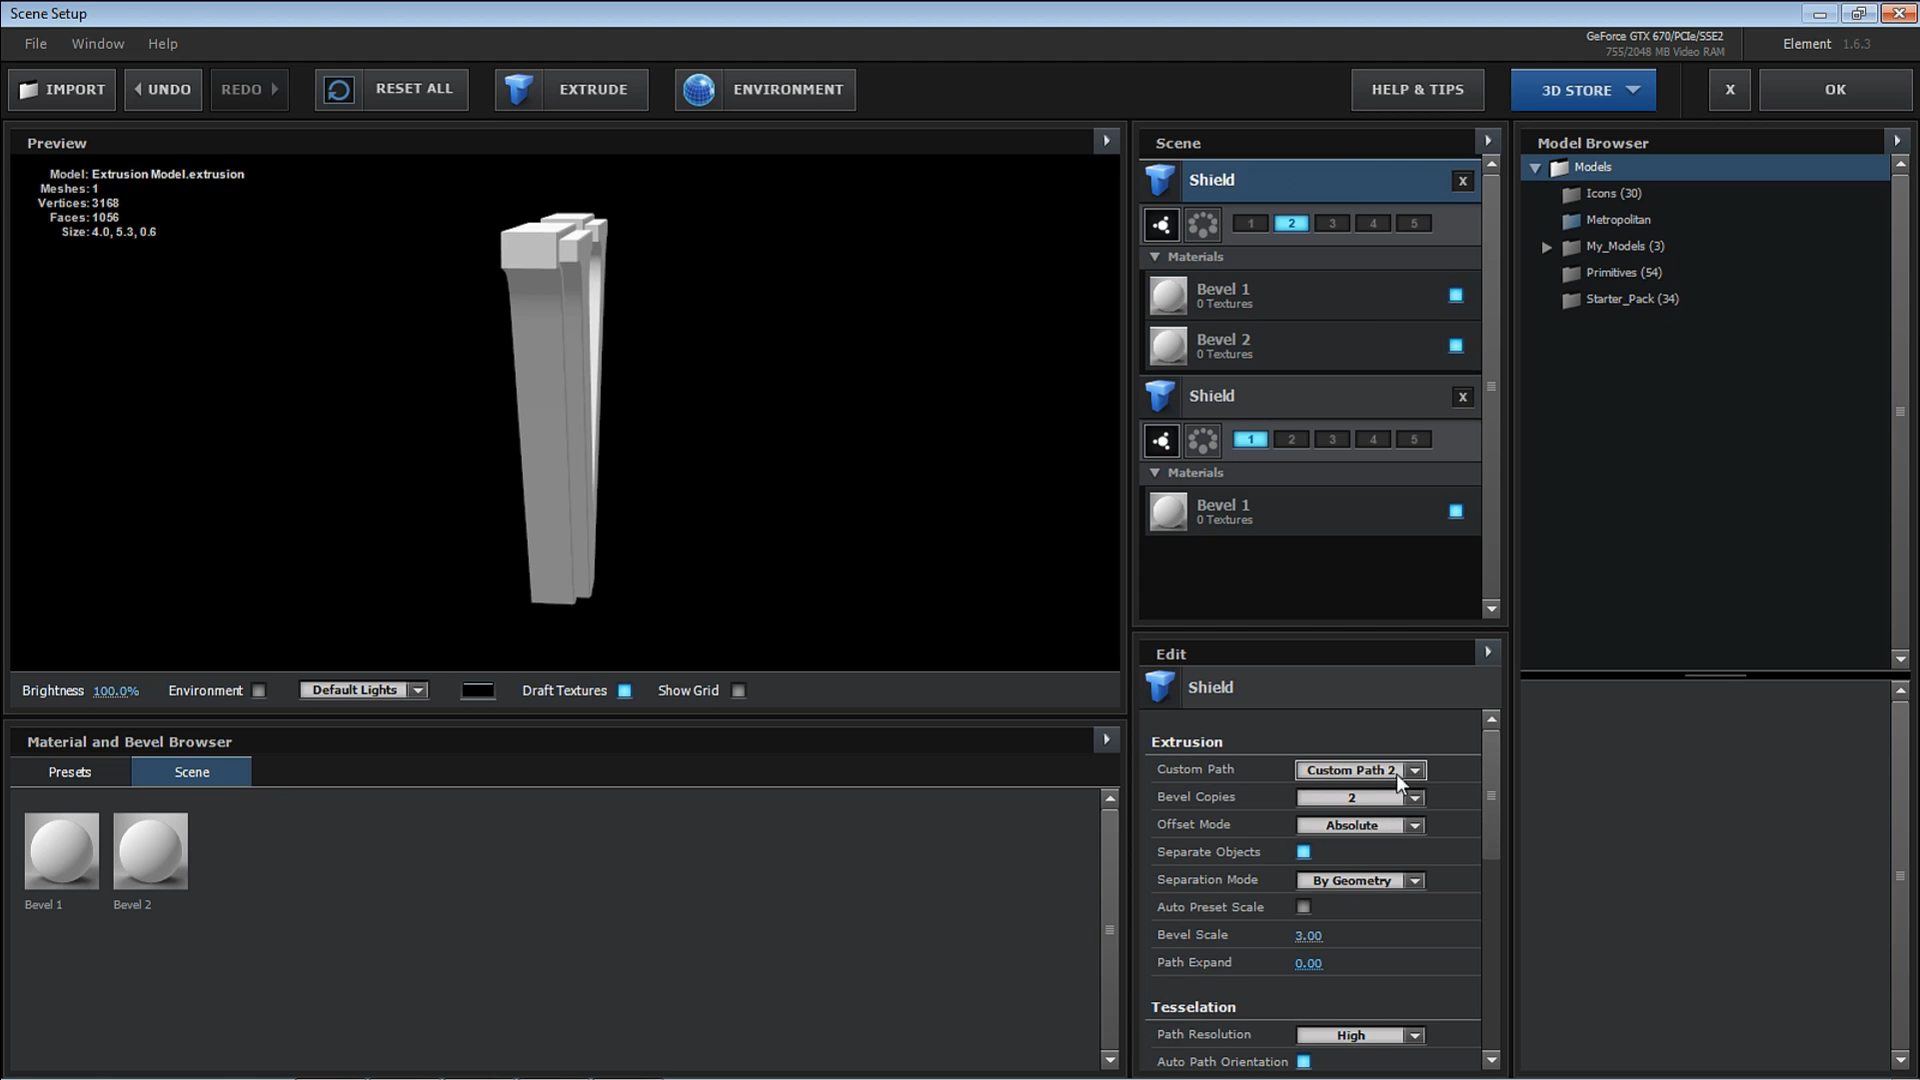 Scene Setup
File Window Help
GeForce GTX 670/PCIe/SSE2
755/2048 MB Video RAM
Element 1.6.3
IMPORT UNDO REDO RESET ALL EXTRUDE ENVIRONMENT HELP & TIPS 3D STORE X OK
Preview
Model: Extrusion Model.extrusion
Meshes: 1
Vertices: 3168
Faces: 1056
Size: 4.0, 5.3, 0.6
Brightness 100.0% Environment Default Lights Draft Textures Show Grid
Material and Bevel Browser
Presets Scene
Bevel 1 Bevel 2
Scene
Shield X
1 2 3 4 5
Materials
Bevel 1
0 Textures
Bevel 2
0 Textures
Shield X
1 2 3 4 5
Materials
Bevel 1
0 Textures
Edit
Shield
Extrusion
Custom Path Custom Path 2
Bevel Copies 2
Offset Mode Absolute
Separate Objects
Separation Mode By Geometry
Auto Preset Scale
Bevel Scale 3.00
Path Expand 0.00
Tesselation
Path Resolution High
Auto Path Orientation
Model Browser
Models
Icons (30)
Metropolitan
My_Models (3)
Primitives (54)
Starter_Pack (34)